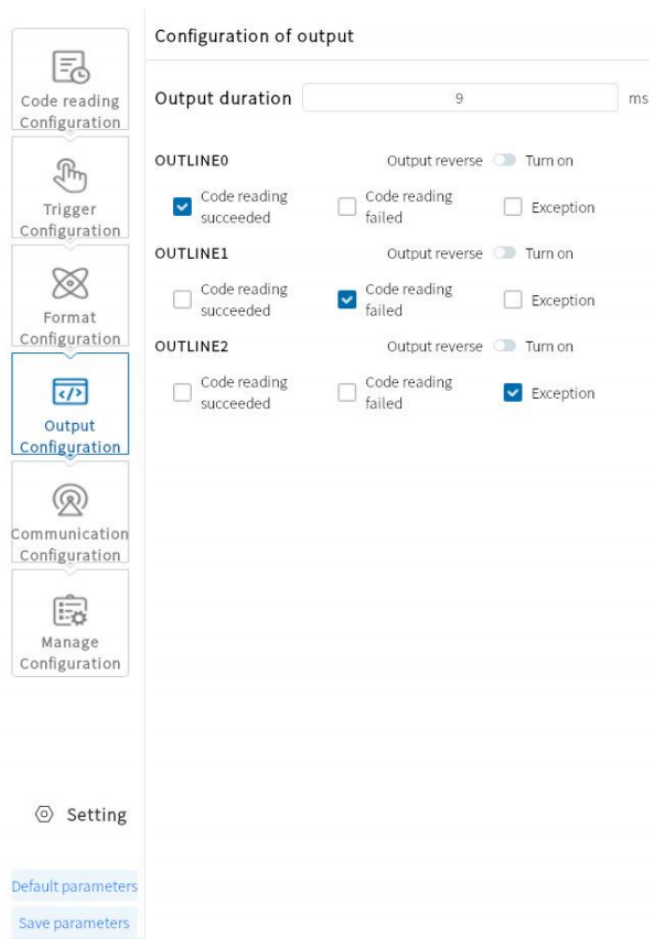 Configuration of output
Code reading
Configuration
Output duration 9 ms
Trigger
Configuration
OUTLINE0 Output reverse Turn on
Code reading
succeeded
Code reading
failed
Exception
Format
Configuration
OUTLINE1 Output reverse Turn on
Code reading
succeeded
Code reading
failed
Exception
Output
Configuration
OUTLINE2 Output reverse Turn on
Code reading
succeeded
Code reading
failed
Exception
Communication
Configuration
Manage
Configuration
Setting
Default parameters
Save parameters